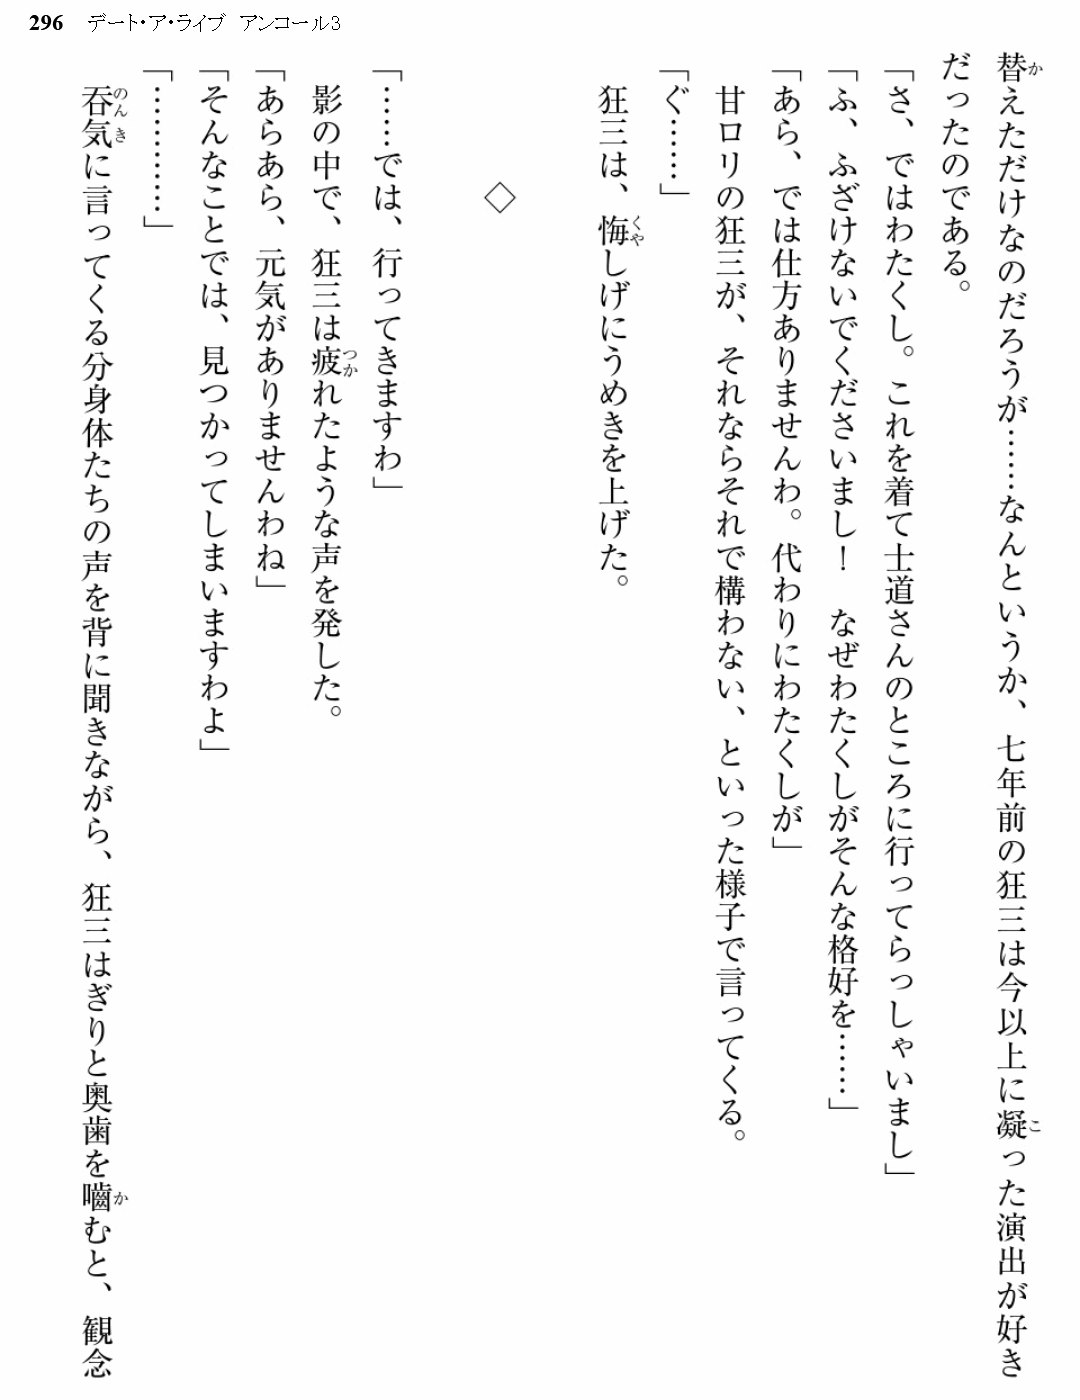 296 デート・ア・ライブ アンコール3
替えただけなのだろうが……なんというか、七年前の狂三は今以上に凝った演出が好き
だったのである。
「さ、ではわたくし。これを着て士道さんのところに行ってらっしゃいまし」
「ふ、ふざけないでくださいまし！　なぜわたくしがそんな格好を……」
「あら、では仕方ありませんわ。代わりにわたくしが」
甘ロリの狂三が、それならそれで構わない、といった様子で言ってくる。
「ぐ……」
狂三は、悔しげにうめきを上げた。
◇
「……では、行ってきますわ」
影の中で、狂三は疲れたような声を発した。
「あらあら、元気がありませんわね」
「そんなことでは、見つかってしまいますわよ」
「…………」
呑気に言ってくる分身体たちの声を背に聞きながら、狂三はぎりと奥歯を嚙むと、観念